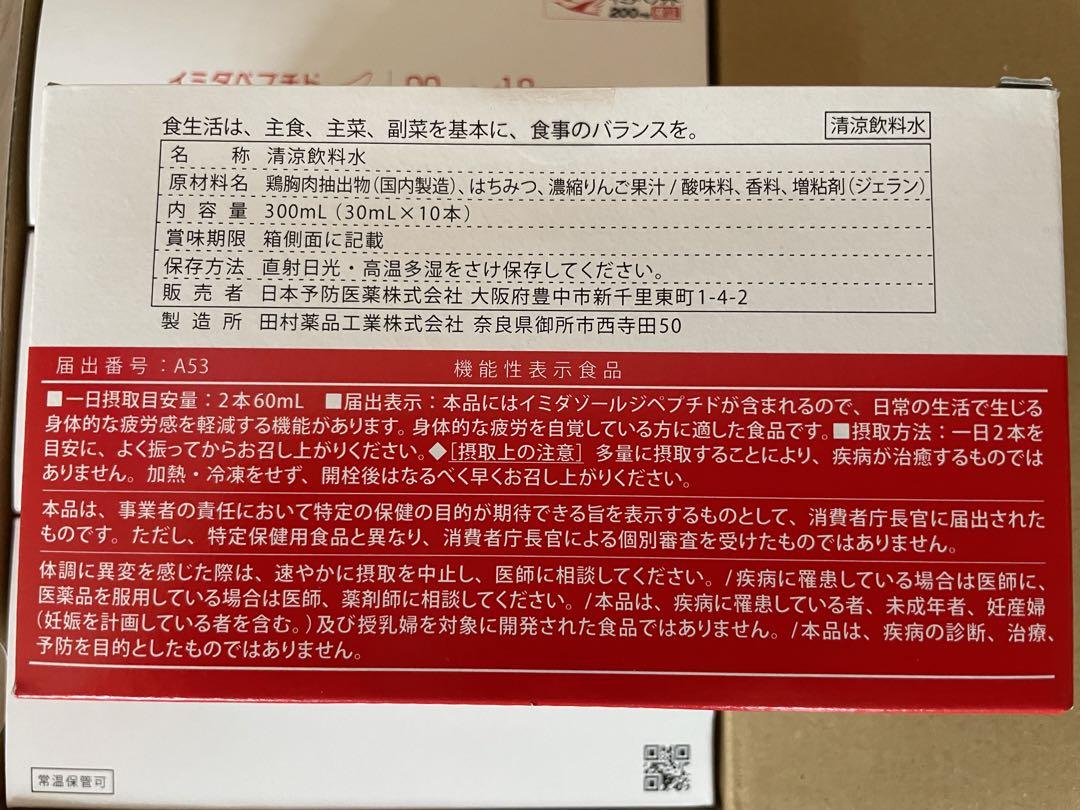 200
イミダペプチド
食生活は、主食、主菜、副菜を基本に、食事のバランスを。
清涼飲料水
名　称 清涼飲料水
原材料名 鶏胸肉抽出物(国内製造)、はちみつ、濃縮りんご果汁/酸味料、香料、増粘剤(ジェラン)
内容量 300mL (30mL×10本)
賞味期限 箱側面に記載
保存方法 直射日光・高温多湿をさけ保存してください。
販売者 日本予防医薬株式会社 大阪府豊中市新千里東町1-4-2
製造所 田村薬品工業株式会社 奈良県御所市西寺田50
届出番号：A53
機能性表示食品
■一日摂取目安量：2本60mL ■届出表示：本品にはイミダゾールジペプチドが含まれるので、日常の生活で生じる
身体的な疲労感を軽減する機能があります。身体的な疲労を自覚している方に適した食品です。■摂取方法：一日2本を
目安に、よく振ってからお召し上がりください。◆[摂取上の注意] 多量に摂取することにより、疾病が治癒するものでは
ありません。加熱・冷凍をせず、開栓後はなるべく早くお召し上がりください。
本品は、事業者の責任において特定の保健の目的が期待できる旨を表示するものとして、消費者庁長官に届出された
ものです。ただし、特定保健用食品と異なり、消費者庁長官による個別審査を受けたものではありません。
体調に異変を感じた際は、速やかに摂取を中止し、医師に相談してください。/疾病に罹患している場合は医師に、
医薬品を服用している場合は医師、薬剤師に相談してください。/本品は、疾病に罹患している者、未成年者、妊産婦
(妊娠を計画している者を含む。)及び授乳婦を対象に開発された食品ではありません。/本品は、疾病の診断、治療、
予防を目的としたものではありません。
常温保管可